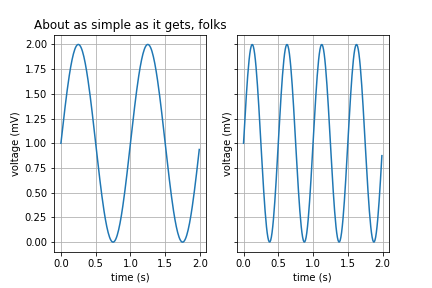 About as simple as it gets, folks
voltage (mV)
2.00
1.75
1.50
1.25
1.00
0.75
0.50
0.25
0.00
0.0 0.5 1.0 1.5 2.0
time (s)
voltage (mV)
0.0 0.5 1.0 1.5 2.0
time (s)